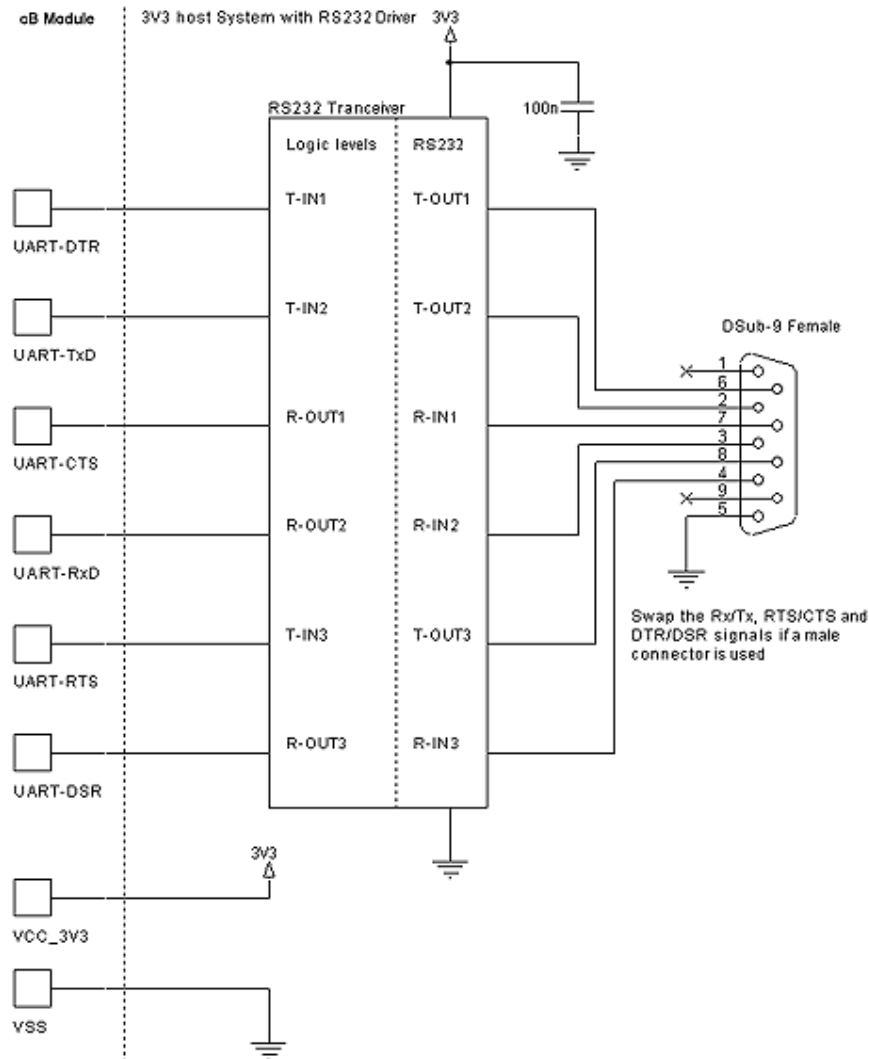 oB Module
3V3 host System with RS232 Driver
3V3
100n
RS232 Tranceiver
Logic levels
RS232
T-IN1
T-OUT1
UART-DTR
T-IN2
T-OUT2
UART-TxD
DSub-9 Female
1
6
2
7
3
8
4
9
5
R-OUT1
R-IN1
UART-CTS
R-OUT2
R-IN2
UART-RxD
Swap the Rx/Tx, RTS/CTS and
DTR/DSR signals if a male
connector is used
T-IN3
T-OUT3
UART-RTS
R-OUT3
R-IN3
UART-DSR
3V3
VCC_3V3
VSS